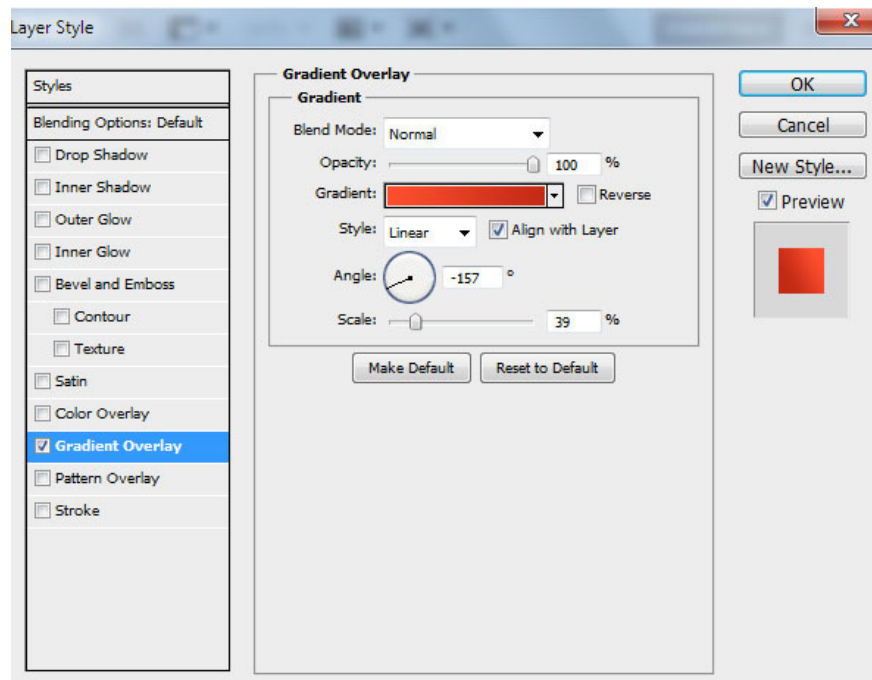 Layer Style
Styles
Blending Options: Default
Drop Shadow
Inner Shadow
Outer Glow
Inner Glow
Bevel and Emboss
Contour
Texture
Satin
Color Overlay
Gradient Overlay
Pattern Overlay
Stroke
Gradient Overlay
Gradient
Blend Mode: Normal
Opacity: 100 %
Gradient: Reverse
Style: Linear Align with Layer
Angle: -157 °
Scale: 39 %
Make Default Reset to Default
OK
Cancel
New Style...
Preview